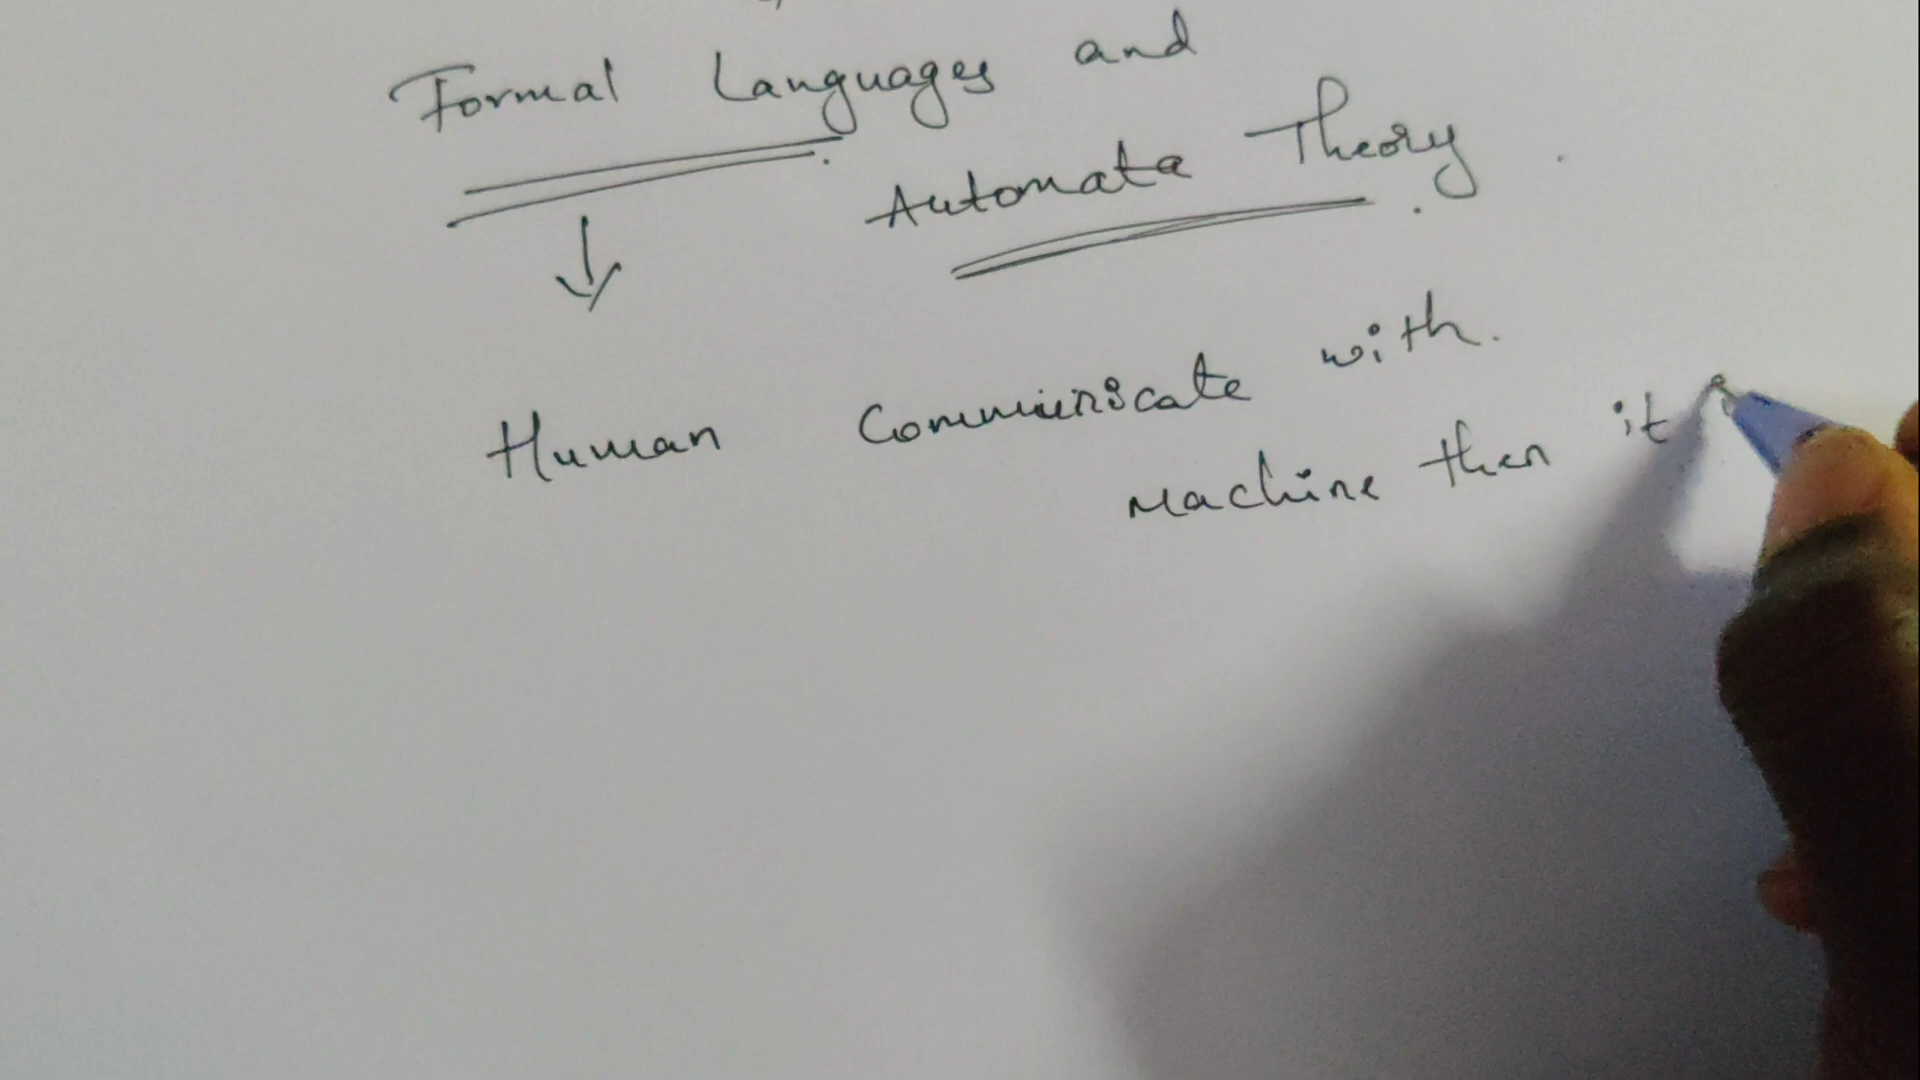 Formal Languages and
Automata Theory
Human Communicate with.
Machine then it